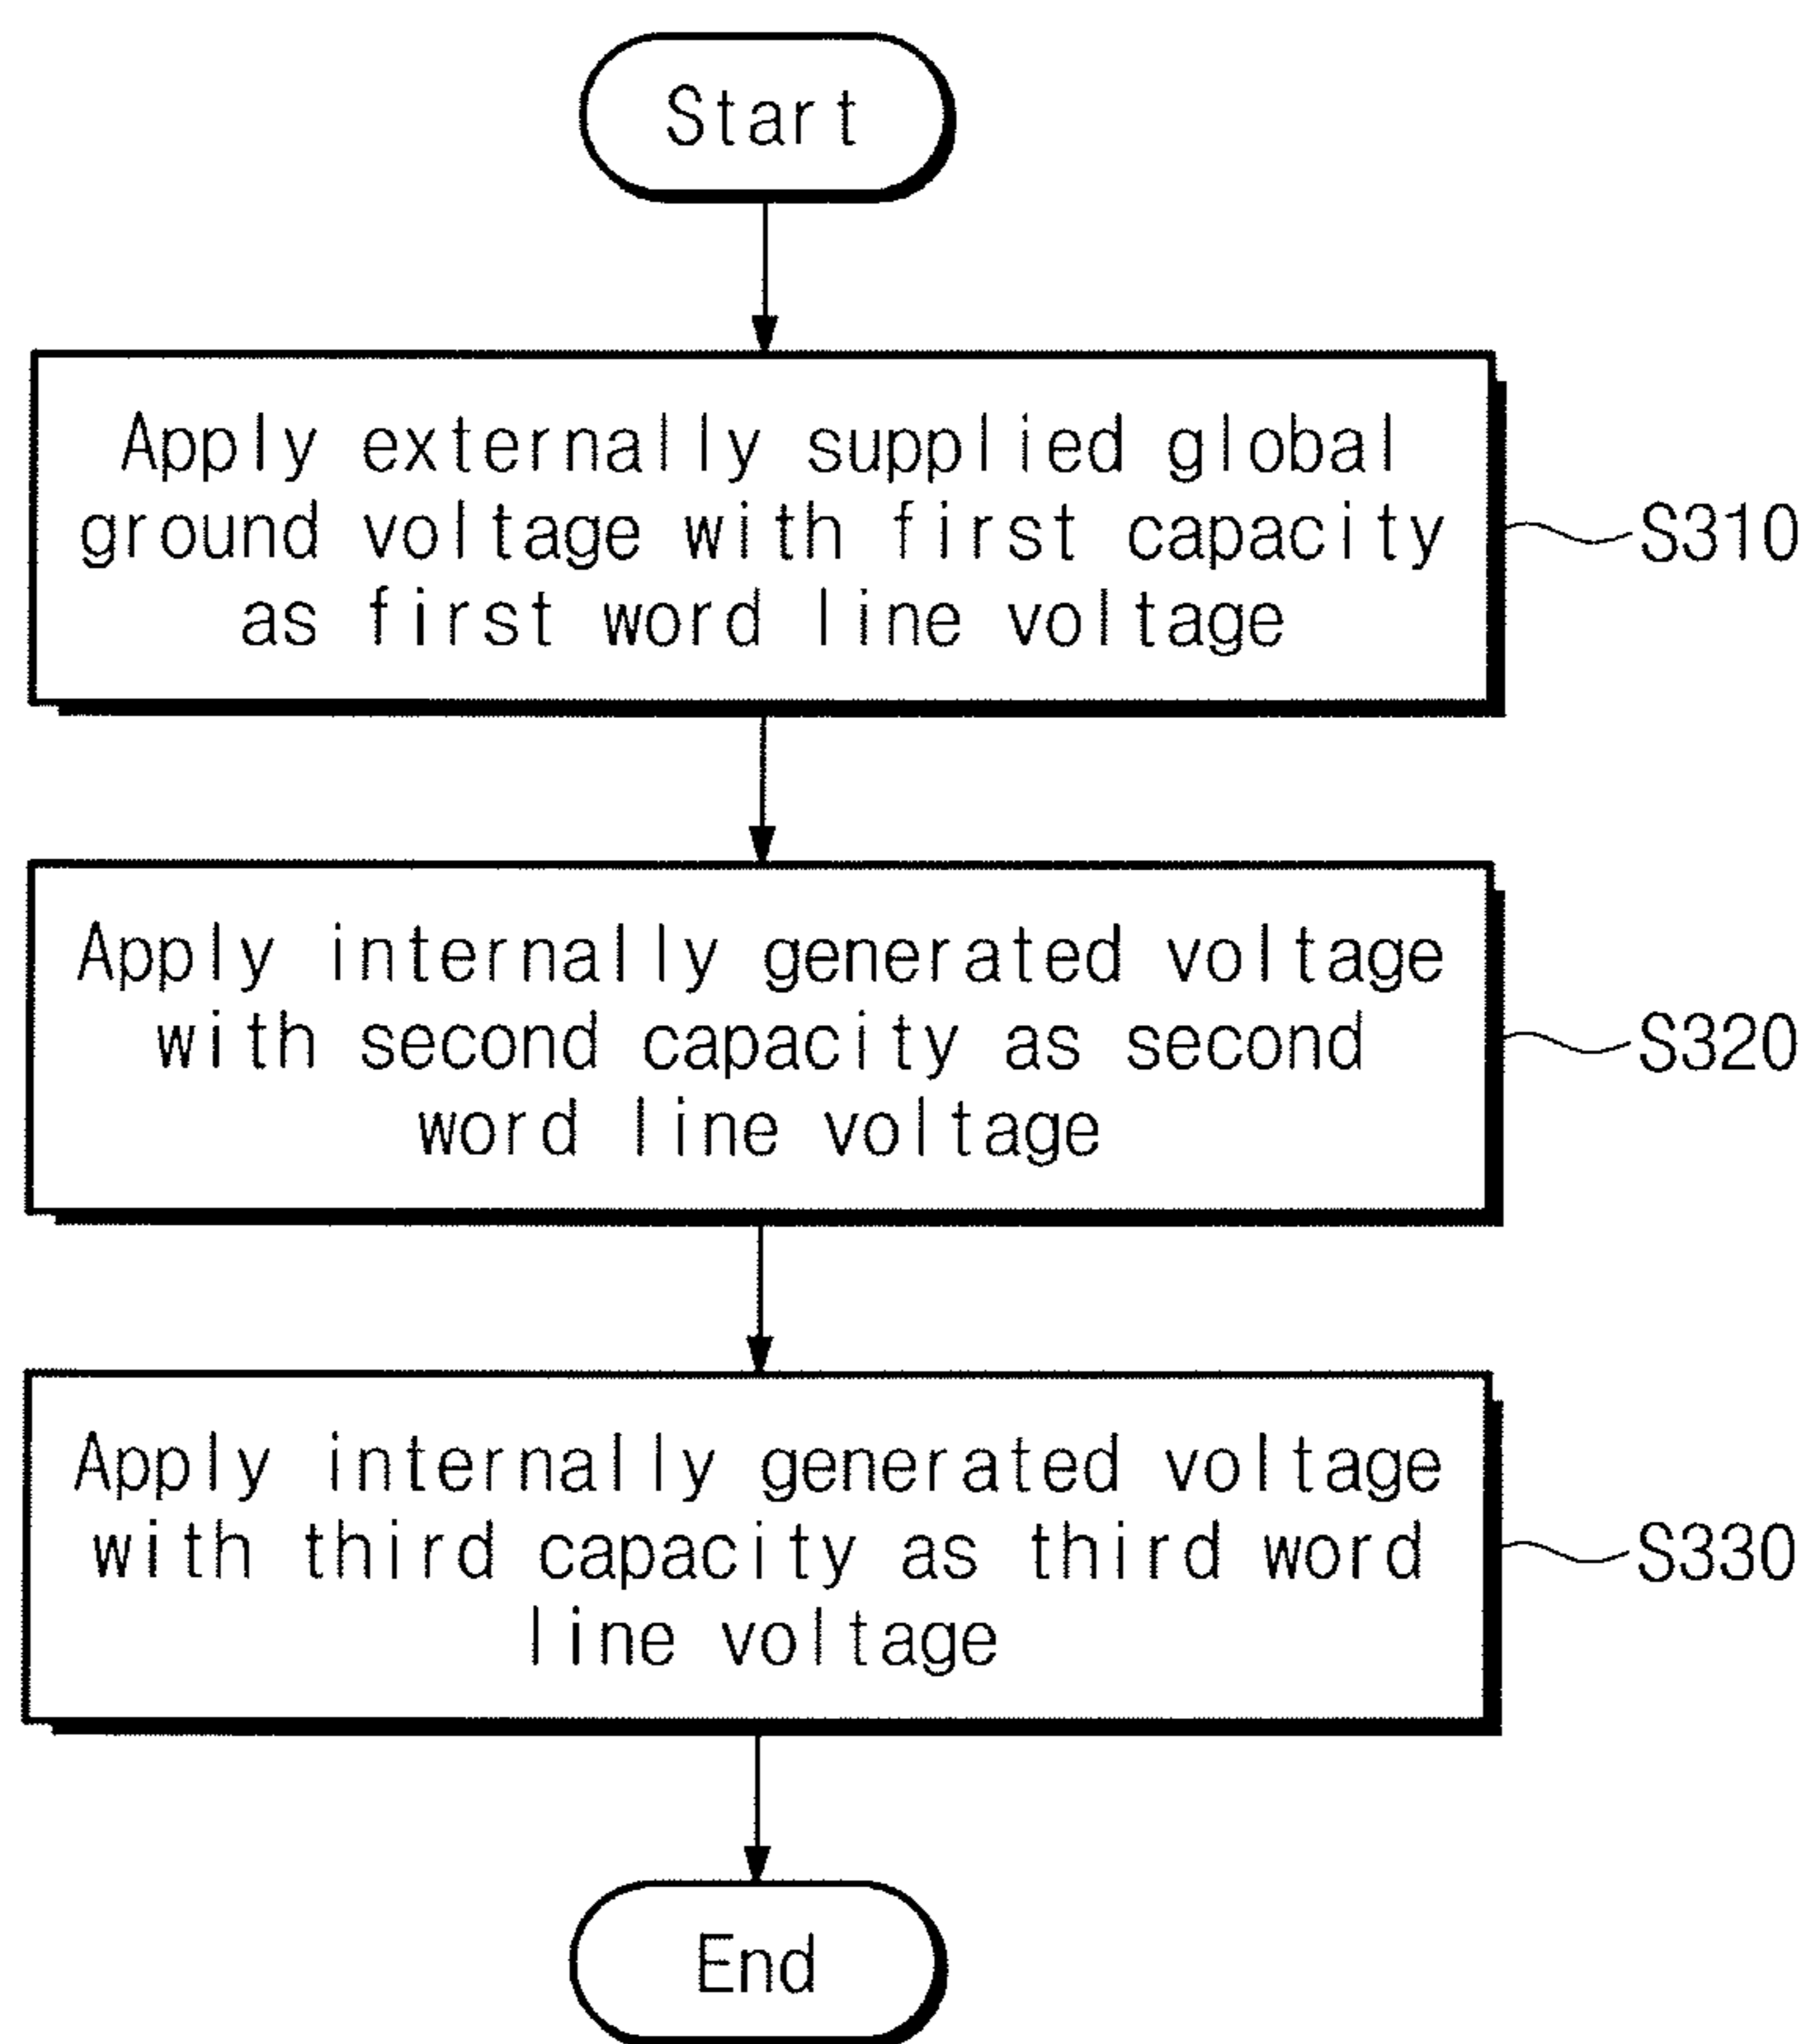 Start
Apply externally supplied global
ground voltage with first capacity
as first word line voltage
S310
Apply internally generated voltage
with second capacity as second
word line voltage
S320
Apply internally generated voltage
with third capacity as third word
line voltage
S330
End